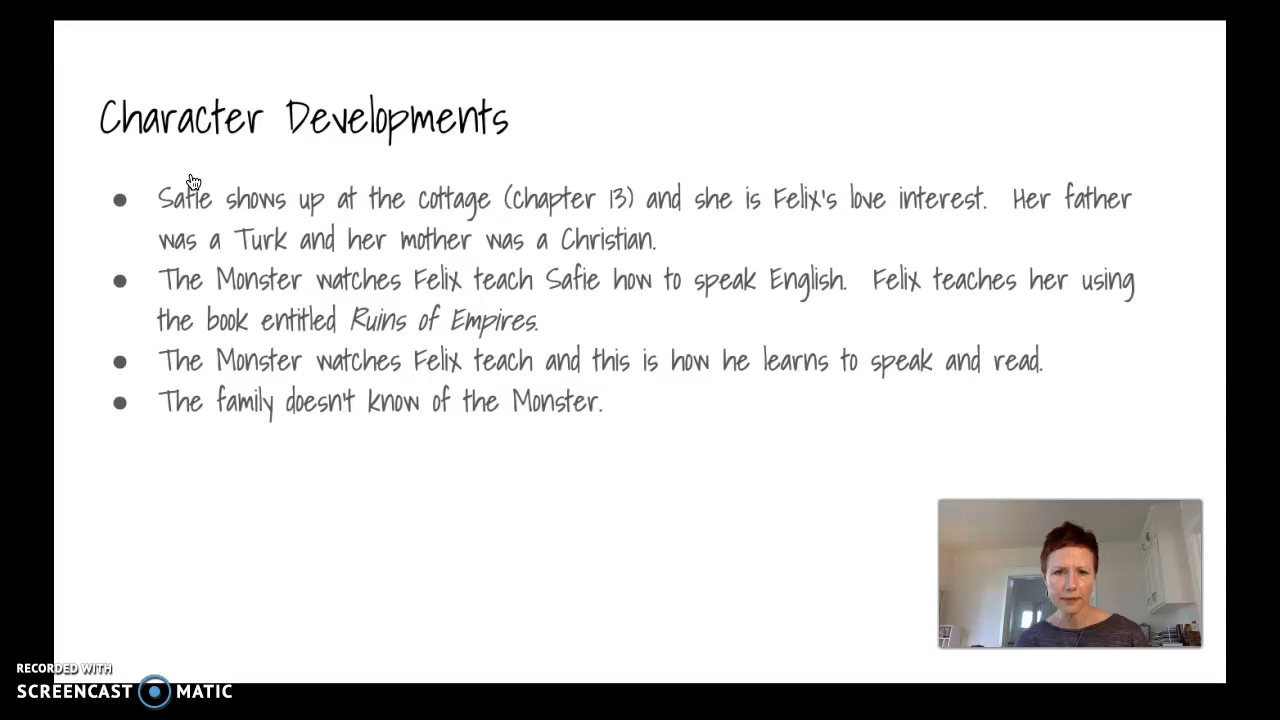 Character Developments
● Safie shows up at the cottage (chapter 13) and she is Felix's love interest. Her father
was a Turk and her mother was a Christian.
● The Monster watches Felix teach Safie how to speak English. Felix teaches her using
the book entitled Ruins of Empires.
● The Monster watches Felix teach and this is how he learns to speak and read.
● The family doesn't know of the Monster.
RECORDED WITH
SCREENCAST MATIC